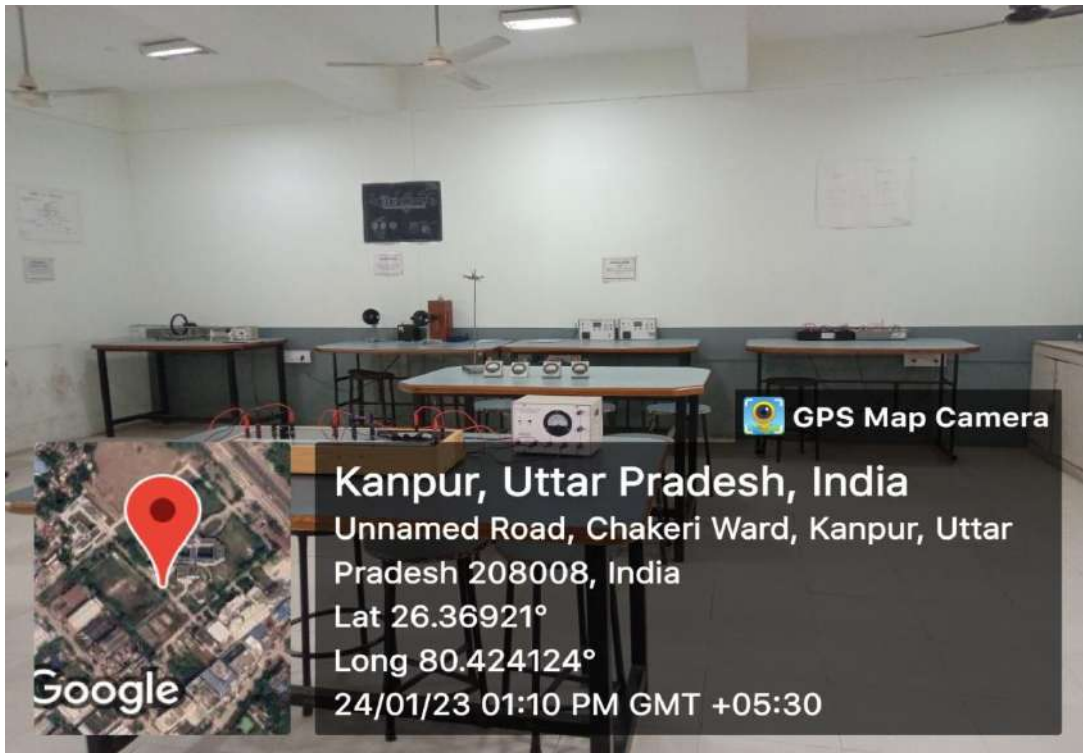 GPS Map Camera
Kanpur, Uttar Pradesh, India
Unnamed Road, Chakeri Ward, Kanpur, Uttar
Pradesh 208008, India
Lat 26.36921°
Long 80.424124°
24/01/23 01:10 PM GMT +05:30
Google